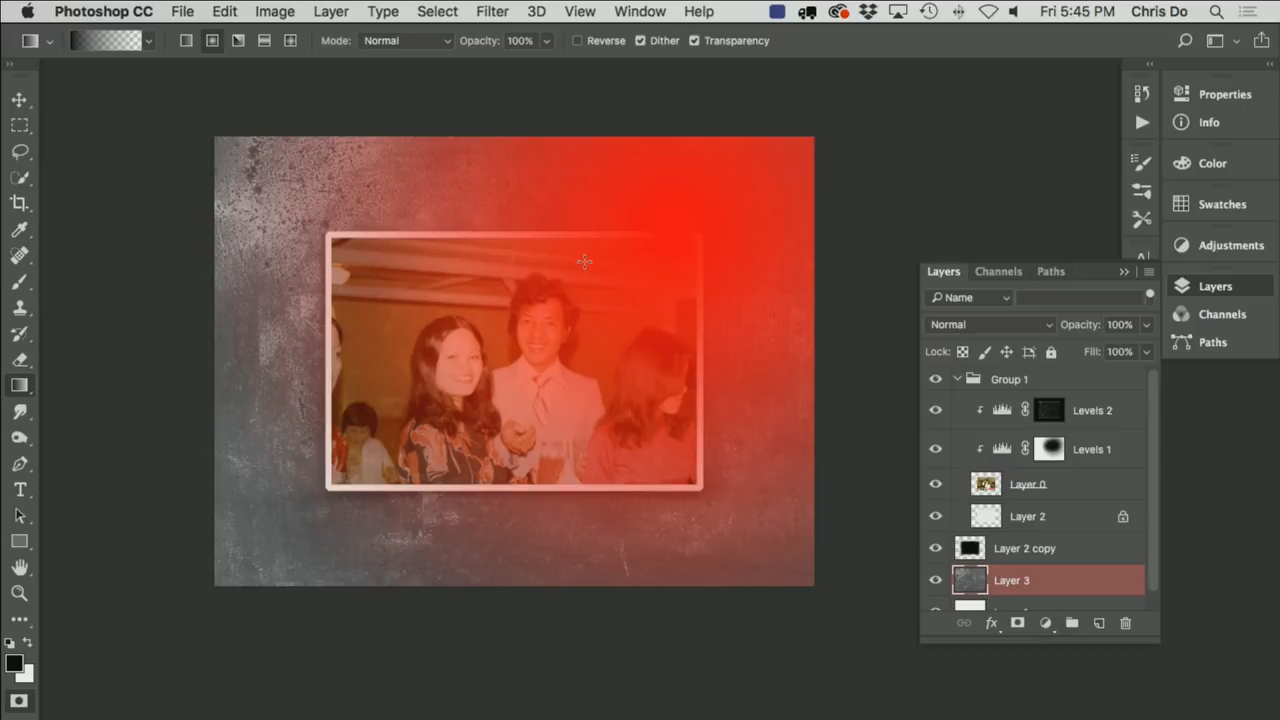 Photoshop CC File Edit Image Layer Type Select Filter 3D View Window Help Fri 5:45 PM Chris Do
Mode: Normal Opacity: 100% Reverse Dither Transparency
Properties
Info
Color
Swatches
Adjustments
Layers
Channels
Paths
Layers Channels Paths
Name
Normal Opacity: 100%
Lock: Fill: 100%
Group 1
Levels 2
Levels 1
Layer 0
Layer 2
Layer 2 copy
Layer 3
fx